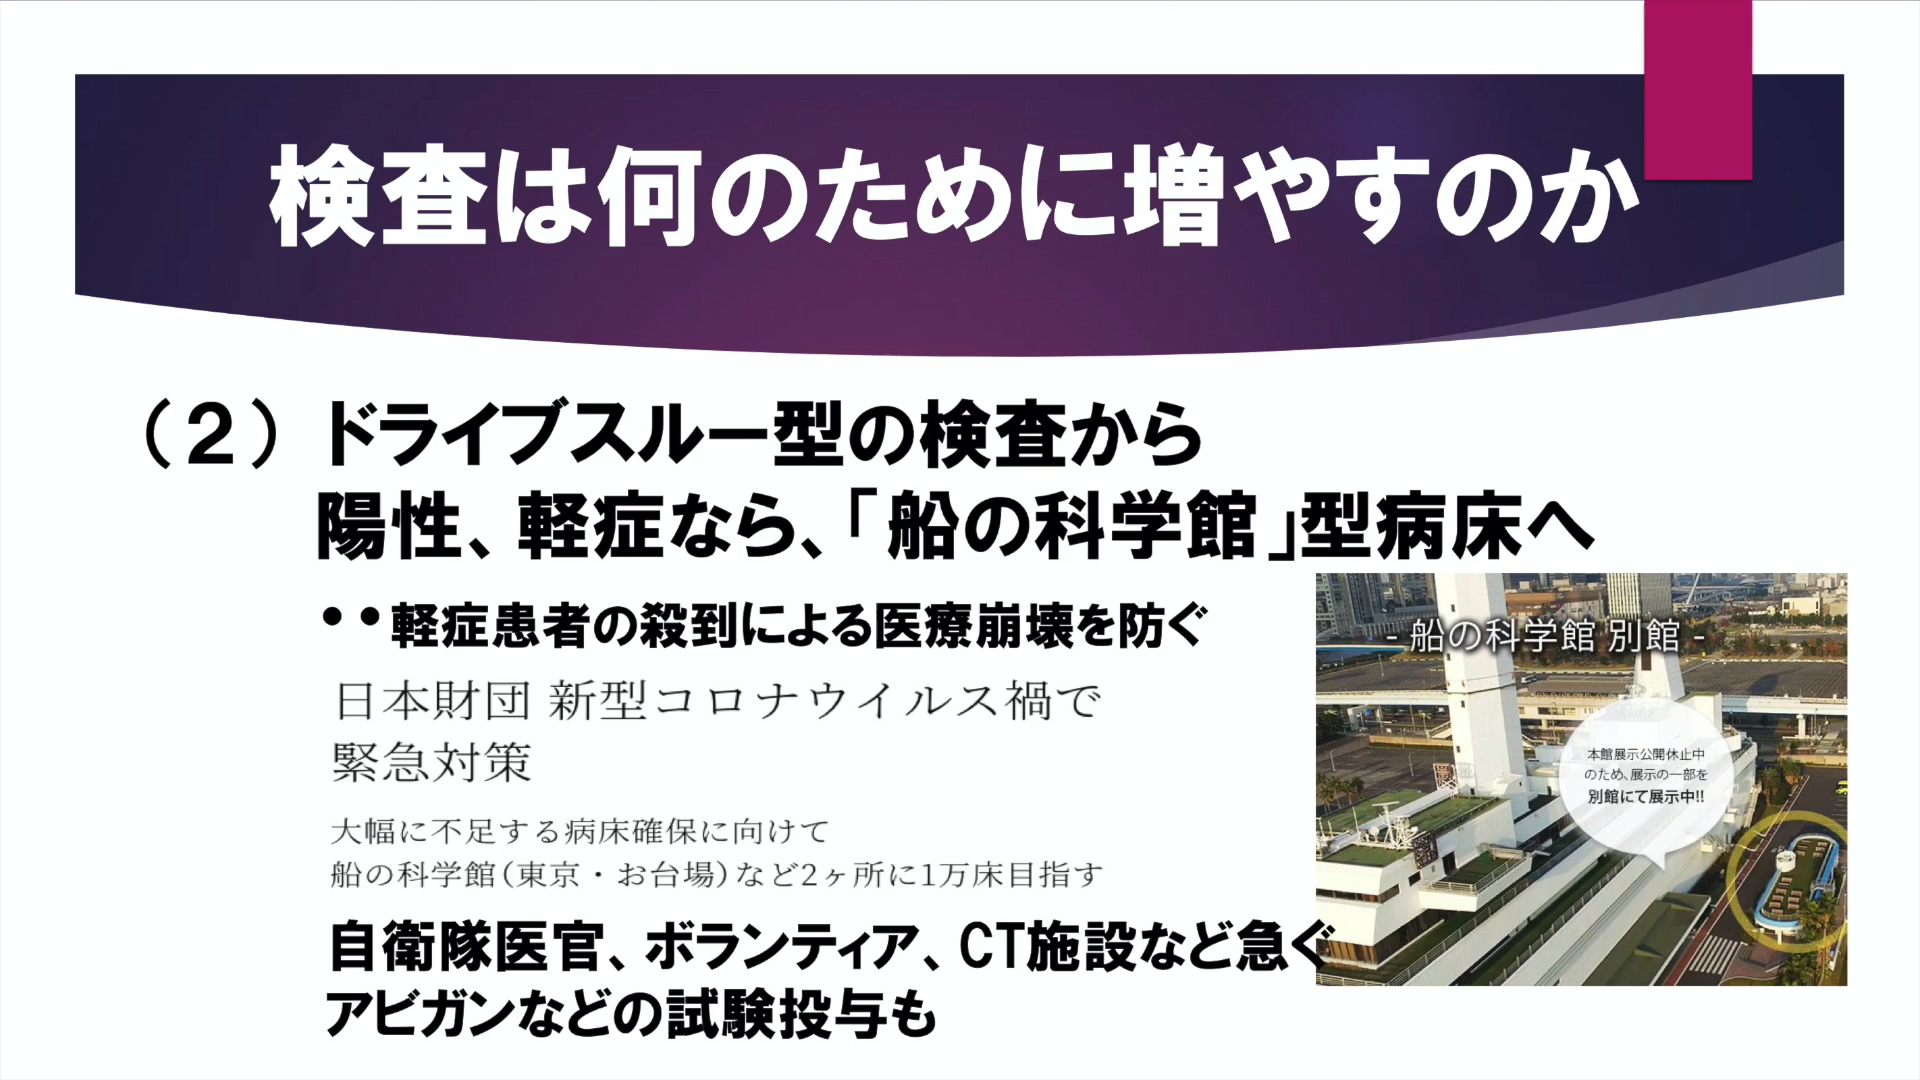 検査は何のために増やすのか
（２）ドライブスルー型の検査から
陽性、軽症なら、「船の科学館」型病床へ
・・軽症患者の殺到による医療崩壊を防ぐ
日本財団 新型コロナウイルス禍で
緊急対策
大幅に不足する病床確保に向けて
船の科学館(東京・お台場)など2ヶ所に1万床目指す
自衛隊医官、ボランティア、CT施設など急ぐ
アビガンなどの試験投与も
- 船の科学館 別館 -
本館展示公開休止中
のため、展示の一部を
別館にて展示中!!